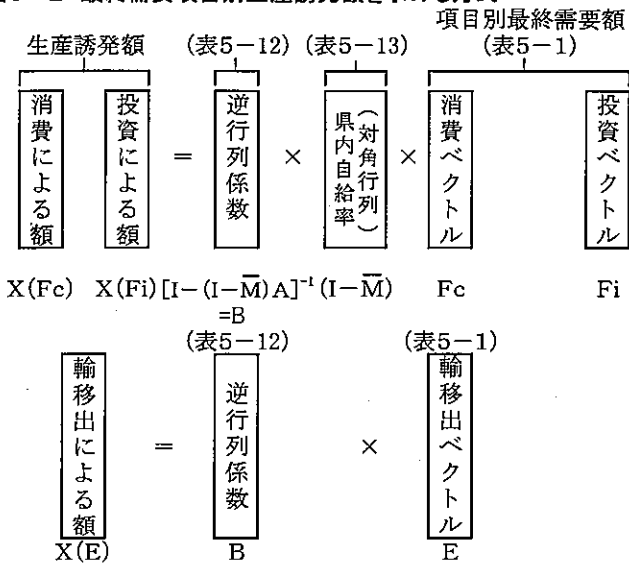 項目別最終需要額
生産誘発額 (表5-12) (表5-13) (表5-1)
消費による額
投資による額
=
逆行列係数
×
県内自給率
(対角行列)
×
消費ベクトル
投資ベクトル
X(Fc) X(Fi) [I-(I-M̅)A]⁻¹ (I-M̅) Fc Fi
=B
(表5-12) (表5-1)
輸移出による額
=
逆行列係数
×
輸移出ベクトル
X(E) B E